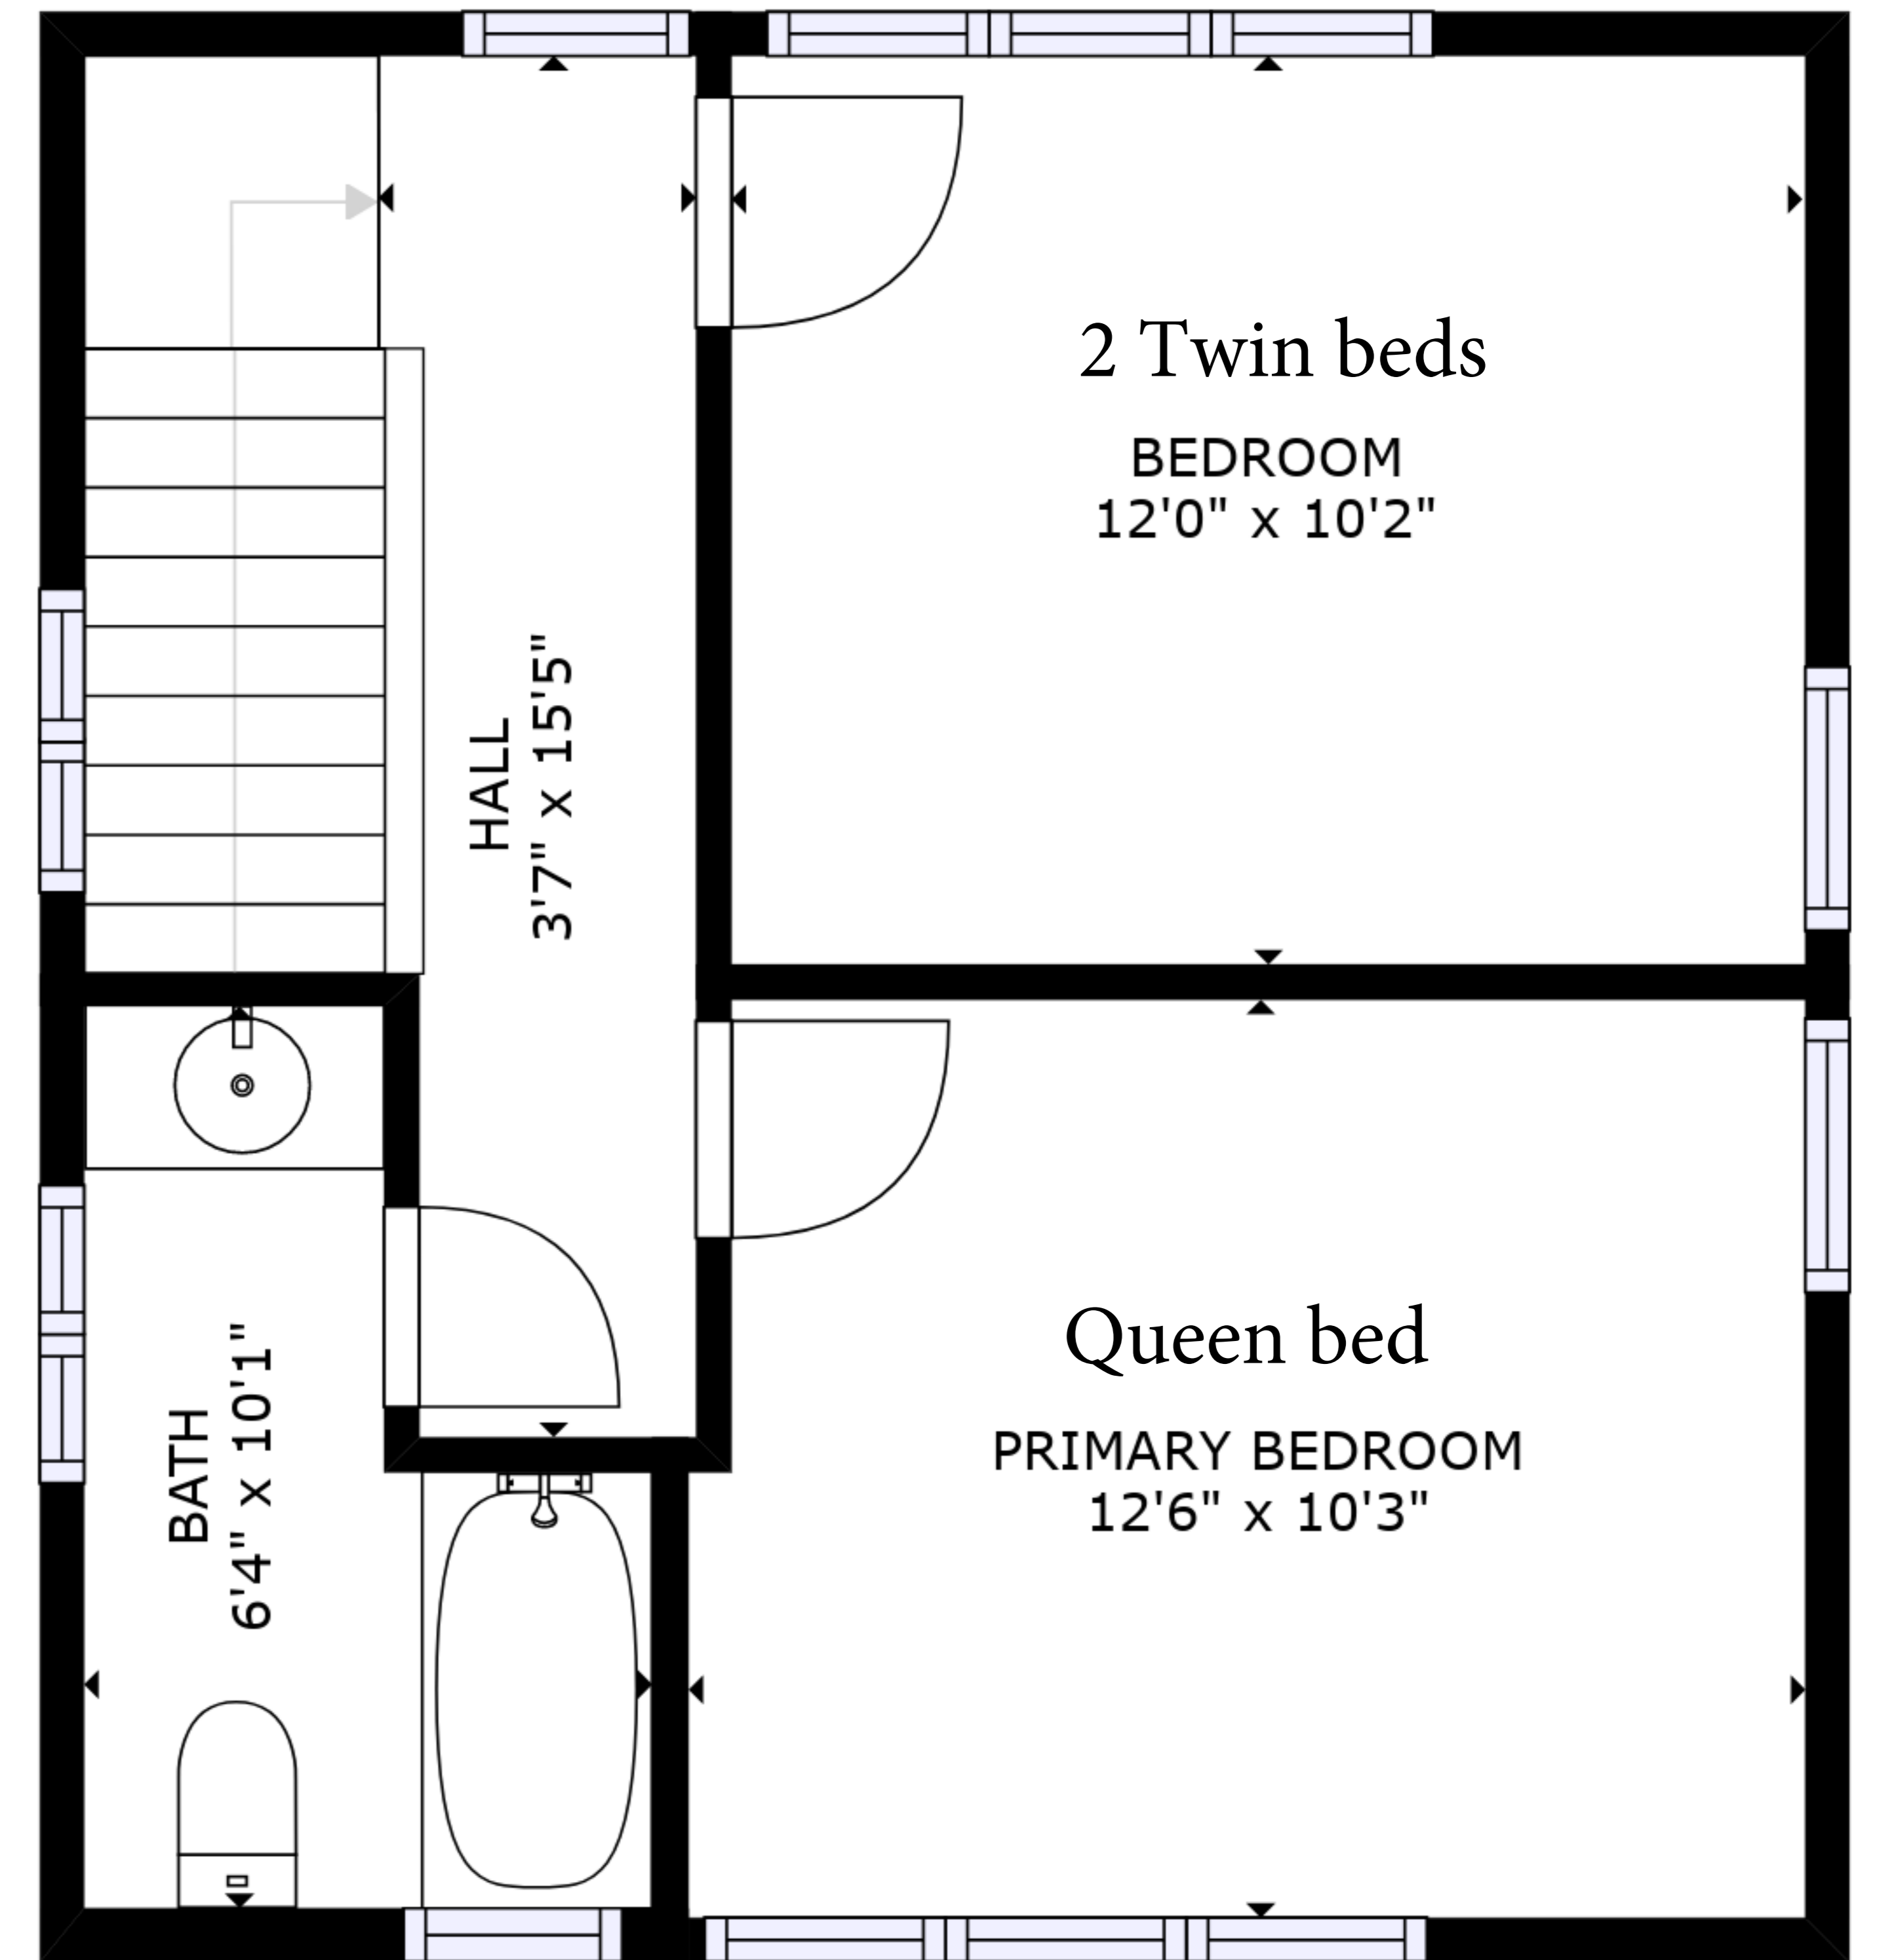 2 Twin beds
BEDROOM
12'0" x 10'2"
HALL
3'7" x 15'5"
Queen bed
PRIMARY BEDROOM
12'6" x 10'3"
BATH
6'4" x 10'1"